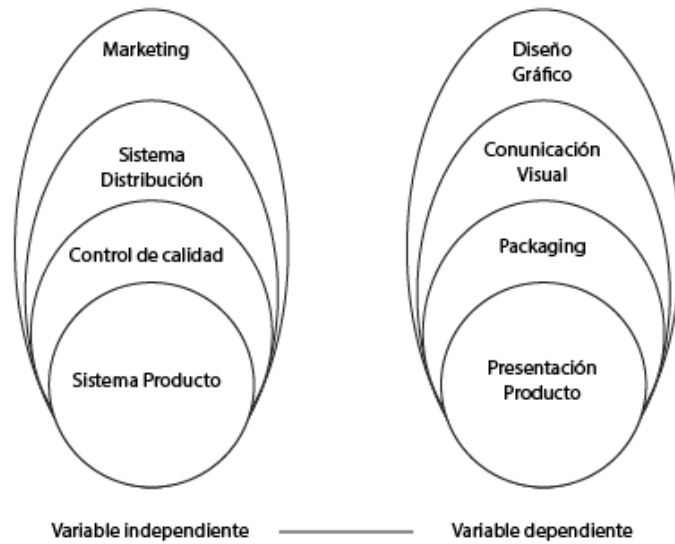 Marketing
Sistema
Distribución
Control de calidad
Sistema Producto
Diseño
Gráfico
Conunicación
Visual
Packaging
Presentación
Producto
Variable independiente
Variable dependiente